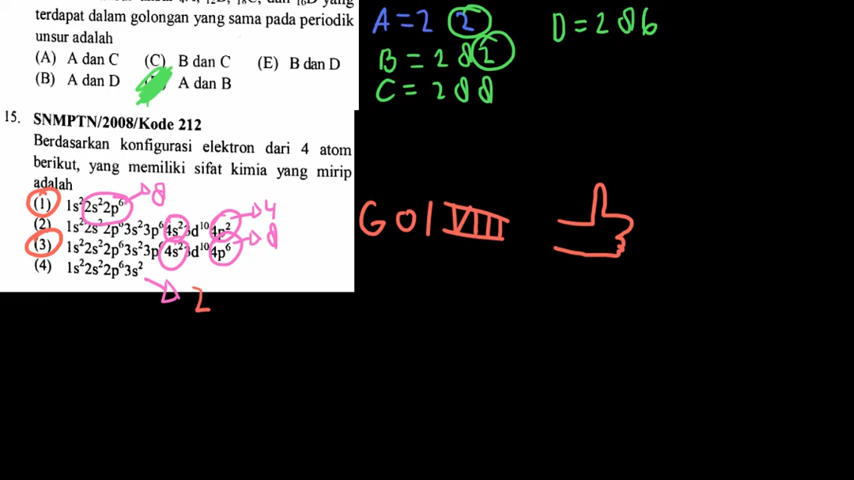 terdapat dalam golongan yang sama pada periodik
unsur adalah
(A) A dan C (C) B dan C (E) B dan D
(B) A dan D A dan B
15. SNMPTN/2008/Kode 212
Berdasarkan konfigurasi elektron dari 4 atom
berikut, yang memiliki sifat kimia yang mirip
adalah
(1) 1s²2s²2p⁶ 8
(2) 1s²2s²2p⁶3s²3p⁶4s²3d¹⁰4p² 4
(3) 1s²2s²2p⁶3s²3p⁶4s²3d¹⁰4p⁶ 8
(4) 1s²2s²2p⁶3s²
2
A = 2 2
B = 2 8 2
C = 2 8 8
D = 2 8 6
Gol VIII